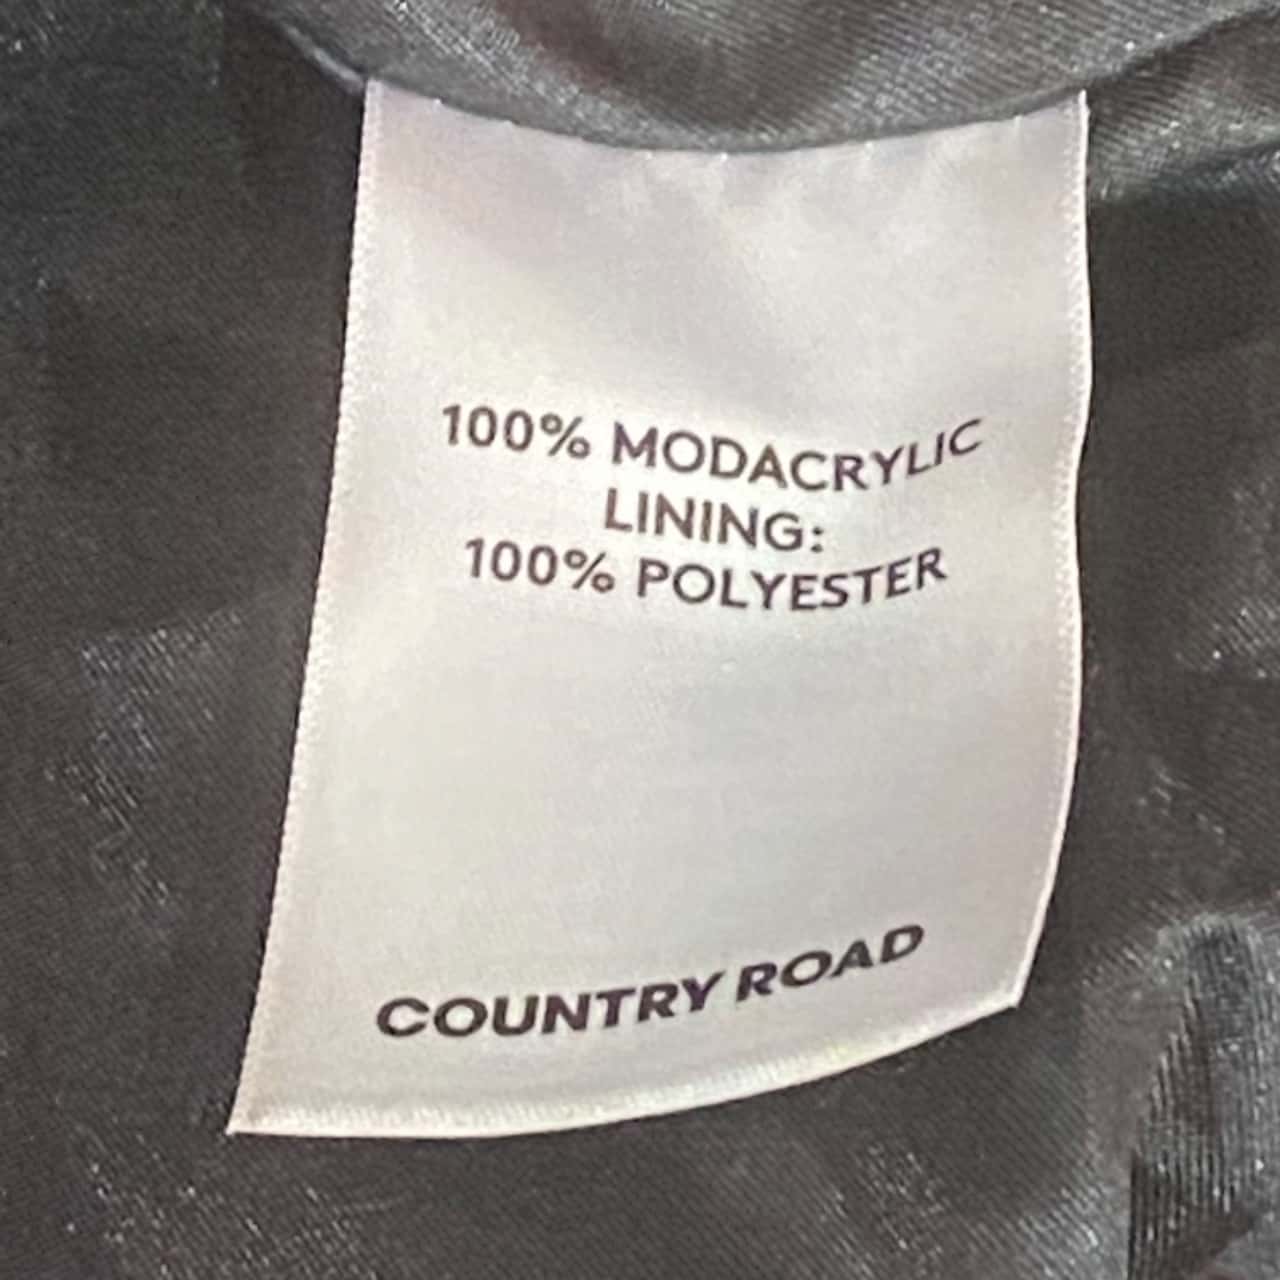 100% MODACRYLIC
LINING:
100% POLYESTER
COUNTRY ROAD